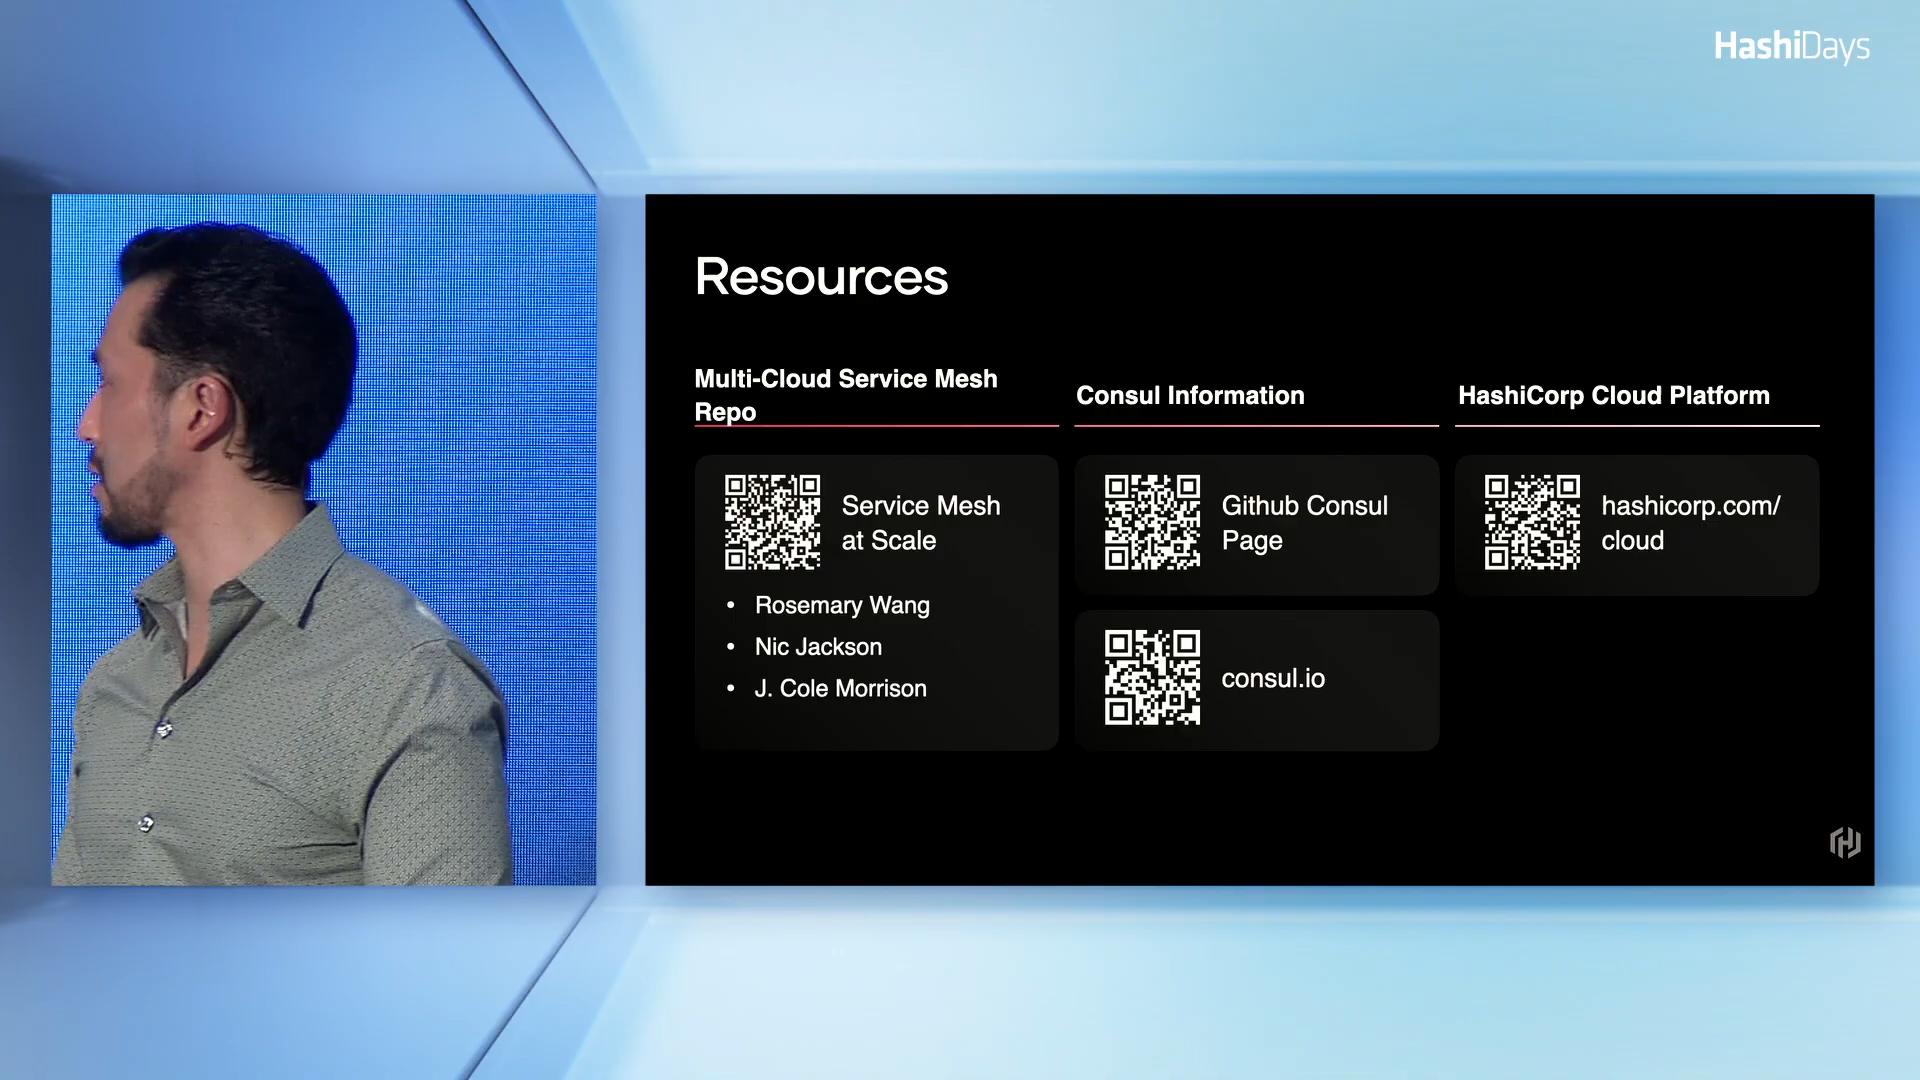 HashiDays
Resources
Multi-Cloud Service Mesh
Repo
Service Mesh
at Scale
• Rosemary Wang
• Nic Jackson
• J. Cole Morrison
Consul Information
Github Consul
Page
consul.io
HashiCorp Cloud Platform
hashicorp.com/
cloud